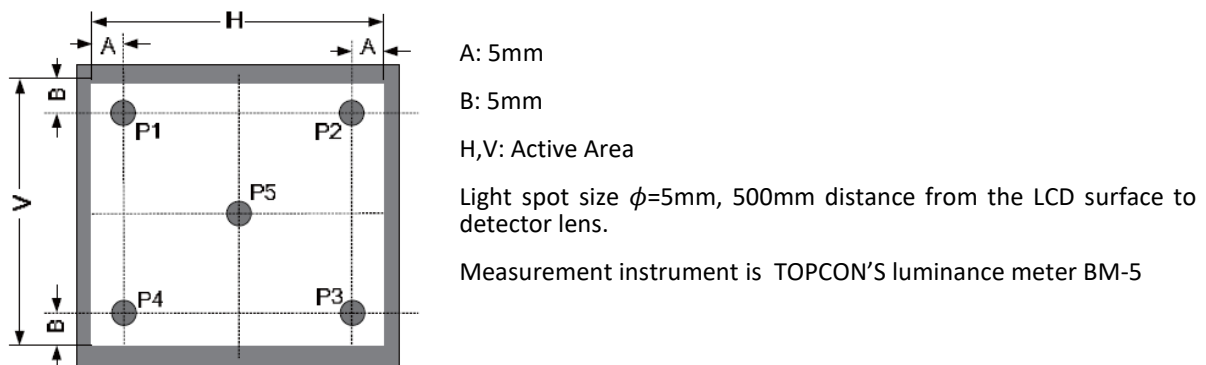 H
A
A
B
P1
P2
V
P5
P4
P3
B
A: 5mm
B: 5mm
H,V: Active Area
Light spot size ϕ=5mm, 500mm distance from the LCD surface to
detector lens.
Measurement instrument is TOPCON’S luminance meter BM-5